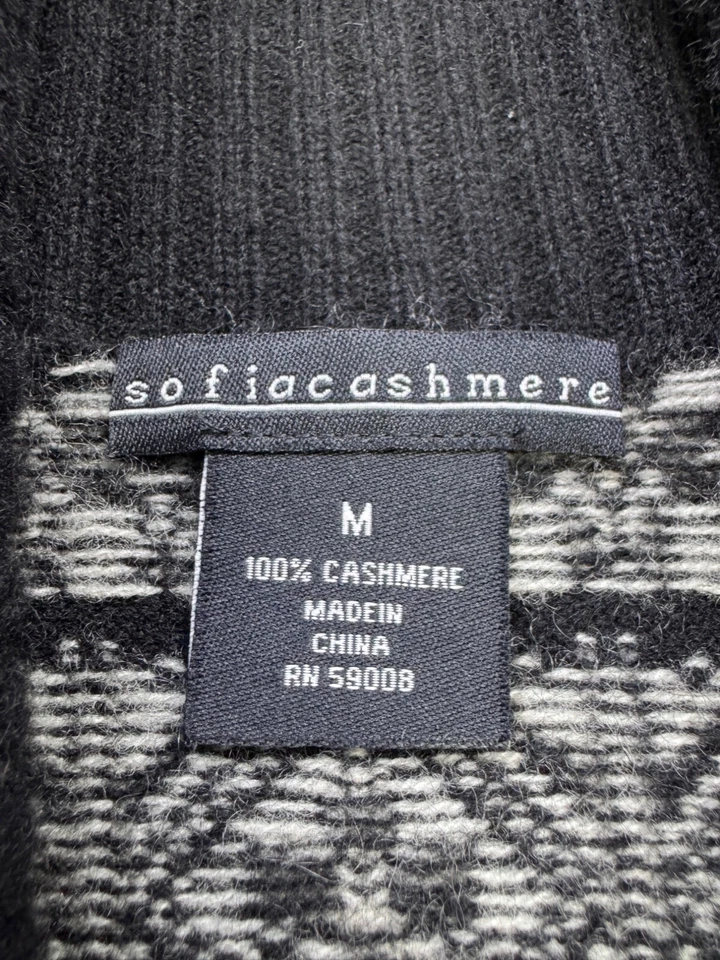 sofiacashmere
M
100% CASHMERE
MADEIN
CHINA
RN 59008